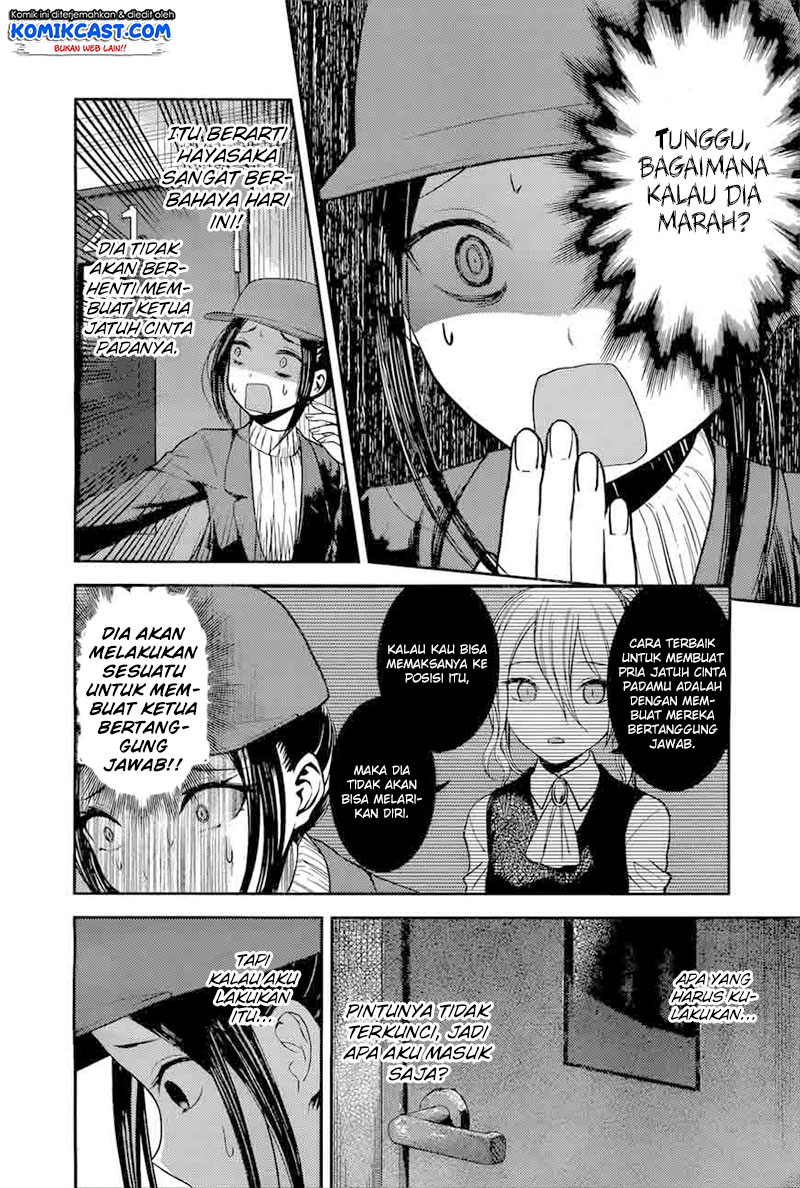 Komik ini diterjemahkan & diedit oleh
KOMIKCAST.COM
BUKAN WEB LAIN!!
TUNGGU,
BAGAIMANA
KALAU DIA
MARAH?
ITU BERARTI
HAYASAKA
SANGAT BER-
BAHAYA HARI
INI!
21
DIA TIDAK
AKAN BER-
HENTI MEM-
BUAT KETUA
JATUH CINTA
PADANYA.
CARA TERBAIK
UNTUK MEMBUAT
PRIA JATUH CINTA
PADAMU ADALAH
DENGAN MEM-
BUAT MEREKA
BERTANGGUNG
JAWAB.
KALAU KAU BISA
MEMAKSANYA KE
POSISI ITU,
MAKA DIA
TIDAK AKAN
BISA MELARI-
KAN DIRI.
DIA AKAN
MELAKUKAN
SESUATU
UNTUK MEM-
BUAT KETUA
BERTANG-
GUNG
JAWAB!!
APA YANG
HARUS KU-
LAKUKAN...
PINTUNYA TIDAK
TERKUNCI, JADI
APA AKU MASUK
SAJA?
TAPI
KALAU AKU
LAKUKAN
ITU...